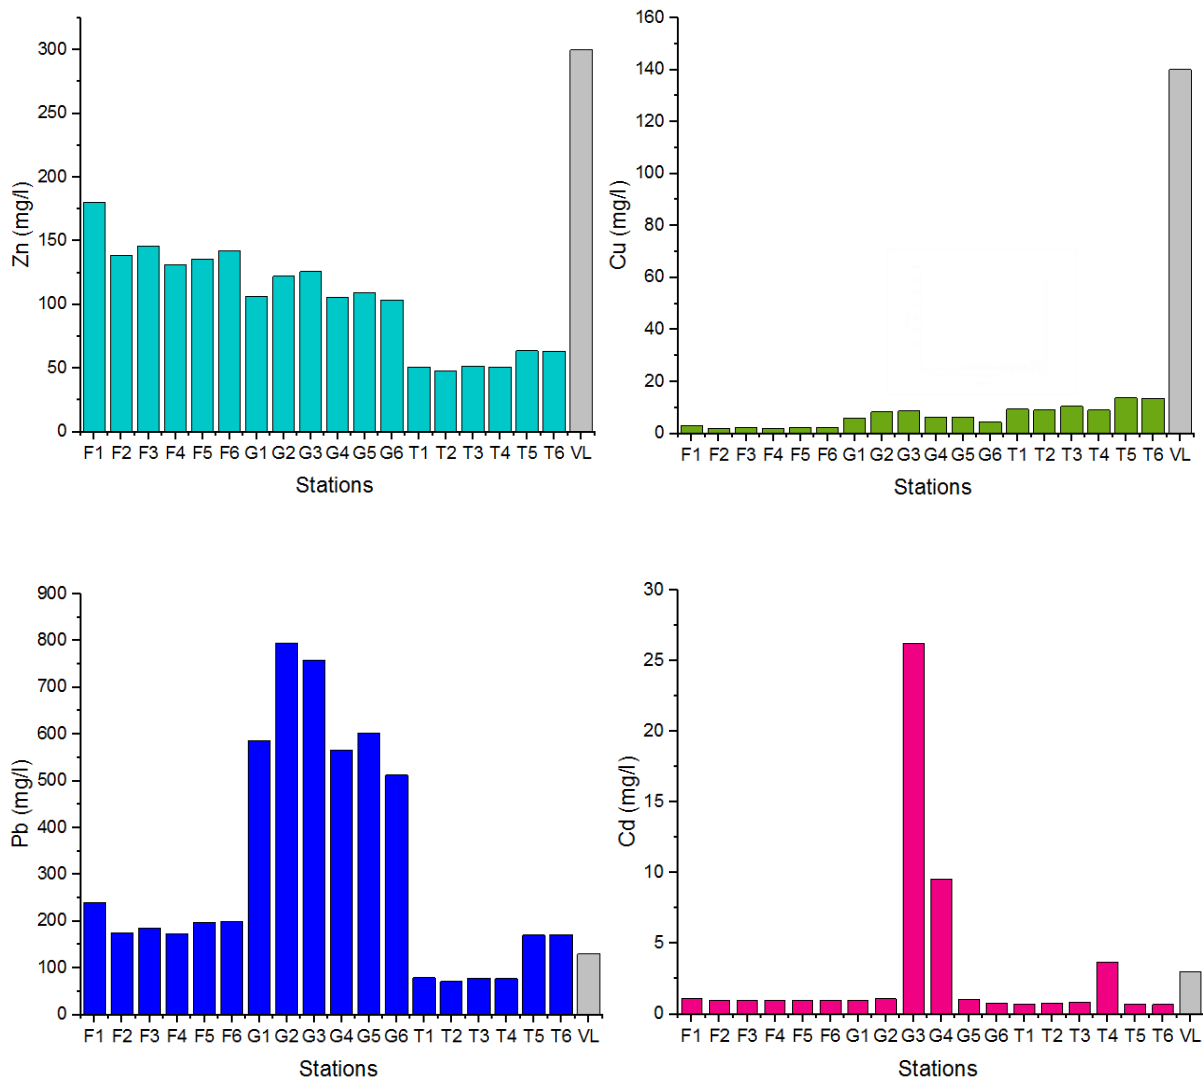 Zn (mg/l)
300
250
200
150
100
50
0
F1 F2 F3 F4 F5 F6 G1 G2 G3 G4 G5 G6 T1 T2 T3 T4 T5 T6 VL
Stations
Cu (mg/l)
160
140
120
100
80
60
40
20
0
F1 F2 F3 F4 F5 F6 G1 G2 G3 G4 G5 G6 T1 T2 T3 T4 T5 T6 VL
Stations
Pb (mg/l)
900
800
700
600
500
400
300
200
100
0
F1 F2 F3 F4 F5 F6 G1 G2 G3 G4 G5 G6 T1 T2 T3 T4 T5 T6 VL
Stations
Cd (mg/l)
30
25
20
15
10
5
0
F1 F2 F3 F4 F5 F6 G1 G2 G3 G4 G5 G6 T1 T2 T3 T4 T5 T6 VL
Stations